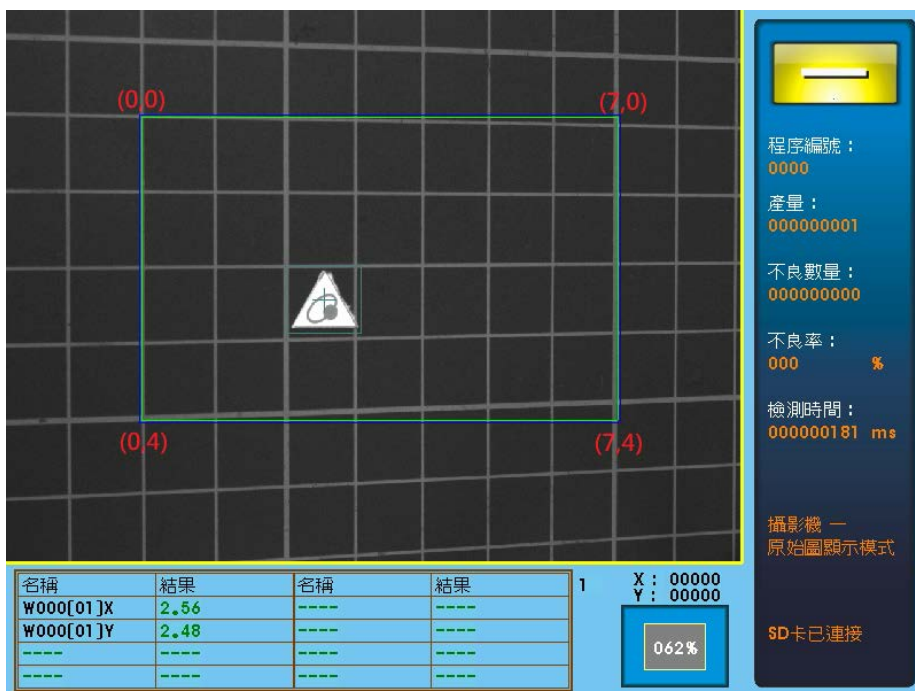 (0,0)
(7,0)
(0,4)
(7,4)
程序編號：
0000
產量：
000000001
不良數量：
000000000
不良率：
000 %
檢測時間：
000000181 ms
攝影機 一
原始圖顯示模式
SD卡已連接
名稱 結果 名稱 結果
W000[01]X 2.56 ---- ----
W000[01]Y 2.48 ---- ----
---- ---- ---- ----
---- ---- ---- ----
1
X： 00000
Y： 00000
062%